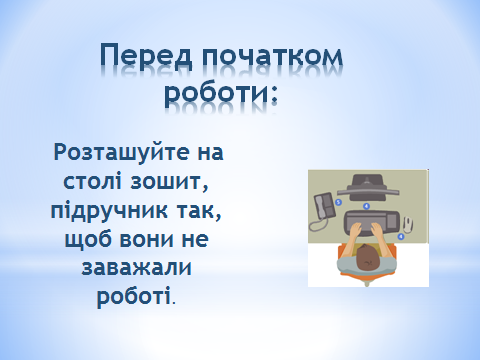 Перед початком
роботи:
Розташуйте на
столі зошит,
підручник так,
щоб вони не
заважали
роботі.